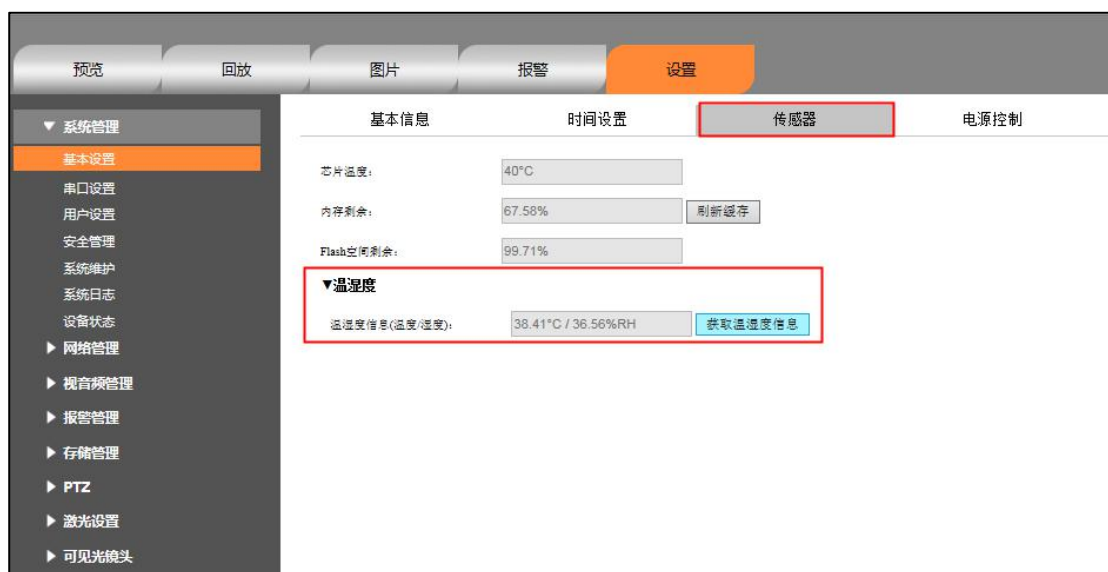 预览 回放 图片 报警 设置
▼ 系统管理
基本设置
串口设置
用户设置
安全管理
系统维护
系统日志
设备状态
▶ 网络管理
▶ 视音频管理
▶ 报警管理
▶ 存储管理
▶ PTZ
▶ 激光设置
▶ 可见光镜头
基本信息 时间设置 传感器 电源控制
芯片温度: 40°C
内存剩余: 67.58% 刷新缓存
Flash空间剩余: 99.71%
▼温湿度
温湿度信息(温度/湿度): 38.41°C / 36.56%RH 获取温湿度信息